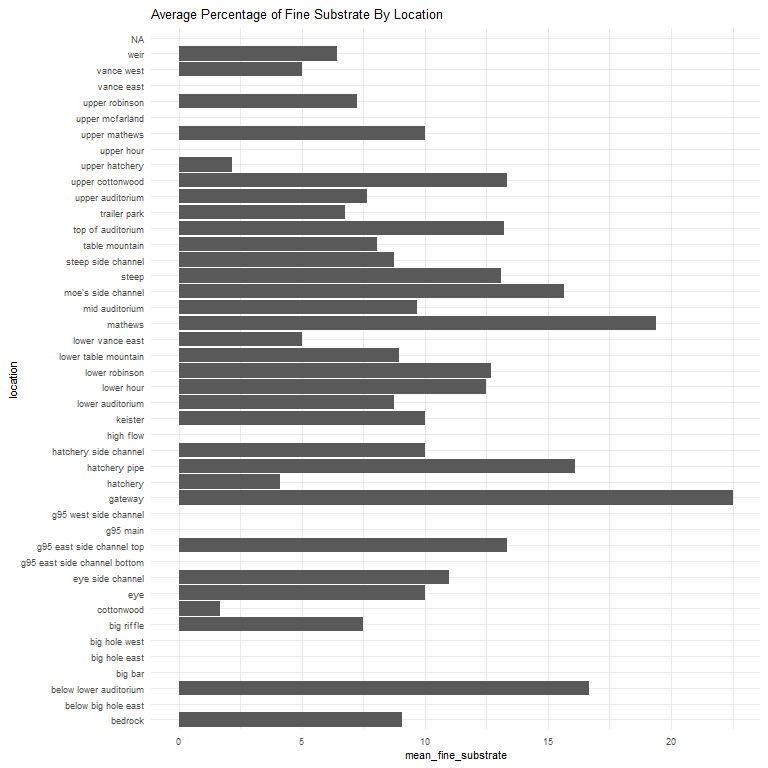 Average Percentage of Fine Substrate By Location
NA
weir
vance west
vance east
upper robinson
upper mcfarland
upper mathews
upper hour
upper hatchery
upper cottonwood
upper auditorium
trailer park
top of auditorium
table mountain
steep side channel
steep
moe's side channel
mid auditorium
mathews
lower vance east
lower table mountain
lower robinson
lower hour
lower auditorium
keister
high flow
hatchery side channel
hatchery pipe
hatchery
gateway
g95 west side channel
g95 main
g95 east side channel top
g95 east side channel bottom
eye side channel
eye
cottonwood
big riffle
big hole west
big hole east
big bar
below lower auditorium
below big hole east
bedrock
location
0 5 10 15 20
mean_fine_substrate